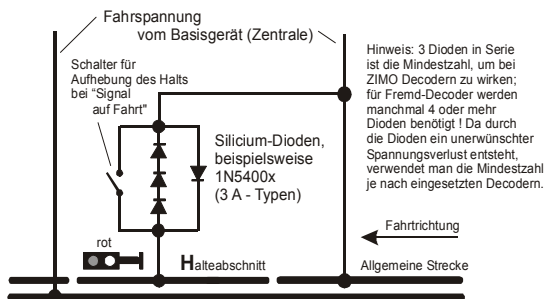 Fahrspannung
vom Basisgerät (Zentrale)
Schalter für
Aufhebung des Halts
bei "Signal
auf Fahrt"
Silicium-Dioden,
beispielsweise
1N5400x
(3 A - Typen)
Hinweis: 3 Dioden in Serie
ist die Mindestzahl, um bei
ZIMO Decodern zu wirken;
für Fremd-Decoder werden
manchmal 4 oder mehr
Dioden benötigt ! Da durch
die Dioden ein unerwünschter
Spannungsverlust entsteht,
verwendet man die Mindestzahl
je nach eingesetzten Decodern.
Fahrtrichtung
rot
Halteabschnitt
Allgemeine Strecke